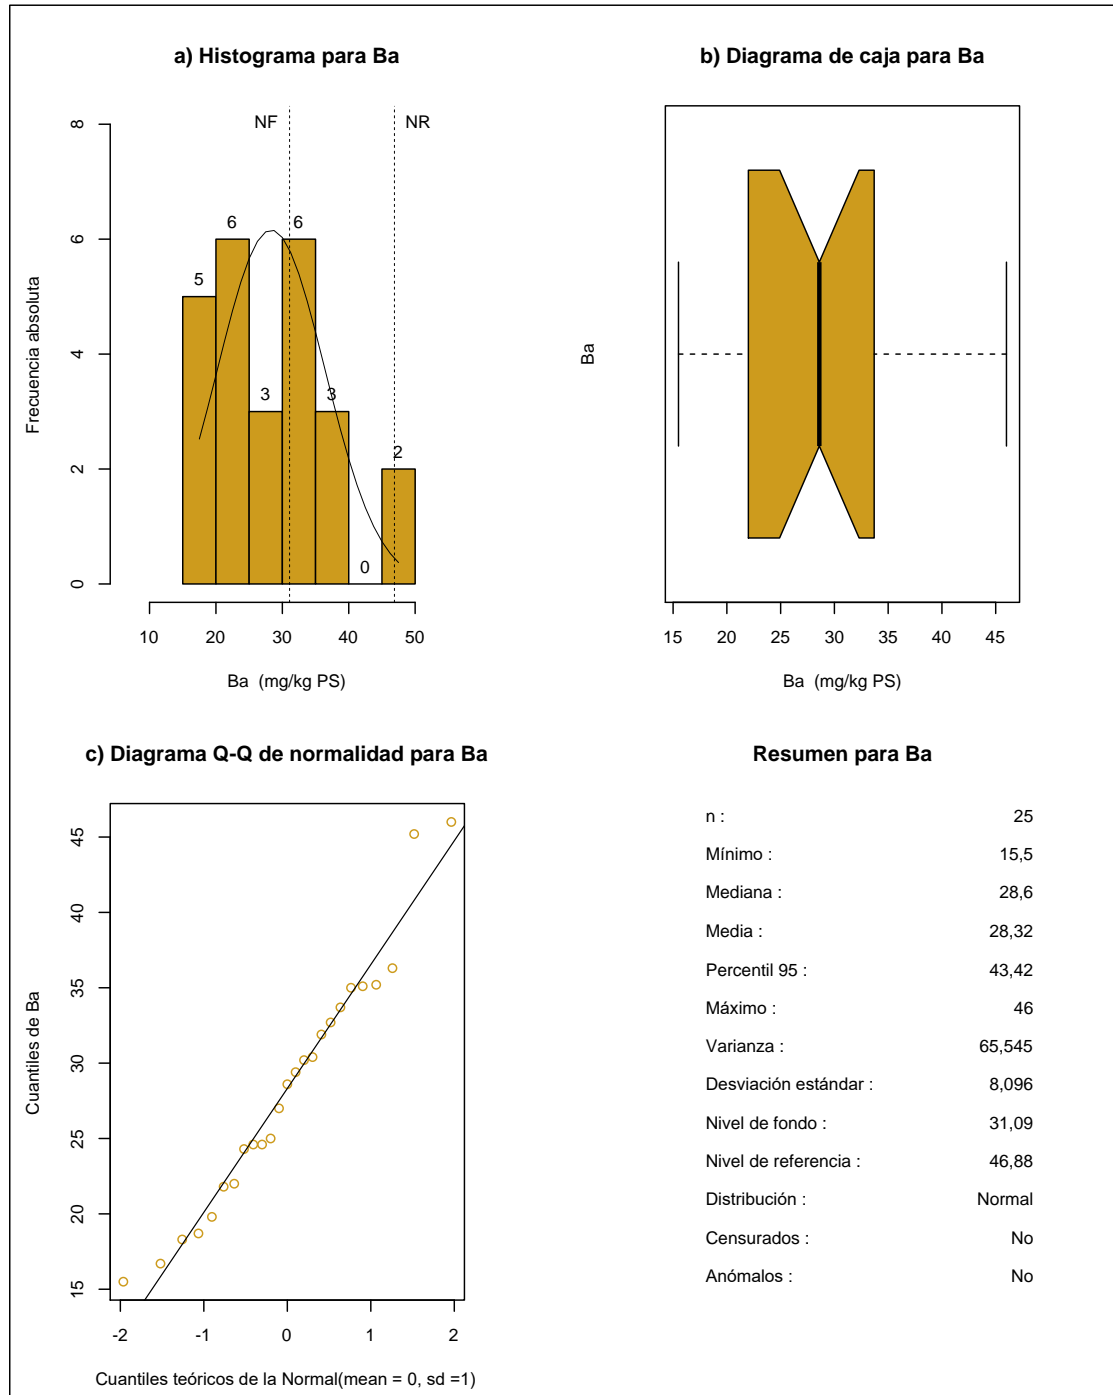 a) Histograma para Ba
NF
NR
8
6
4
2
0
5
6
3
6
3
0
2
Frecuencia absoluta
10 20 30 40 50
Ba (mg/kg PS)
b) Diagrama de caja para Ba
Ba
15 20 25 30 35 40 45
Ba (mg/kg PS)
c) Diagrama Q-Q de normalidad para Ba
45
40
35
30
25
20
15
Cuantiles de Ba
-2 -1 0 1 2
Cuantiles teóricos de la Normal(mean = 0, sd =1)
Resumen para Ba
n : 25
Mínimo : 15,5
Mediana : 28,6
Media : 28,32
Percentil 95 : 43,42
Máximo : 46
Varianza : 65,545
Desviación estándar : 8,096
Nivel de fondo : 31,09
Nivel de referencia : 46,88
Distribución : Normal
Censurados : No
Anómalos : No